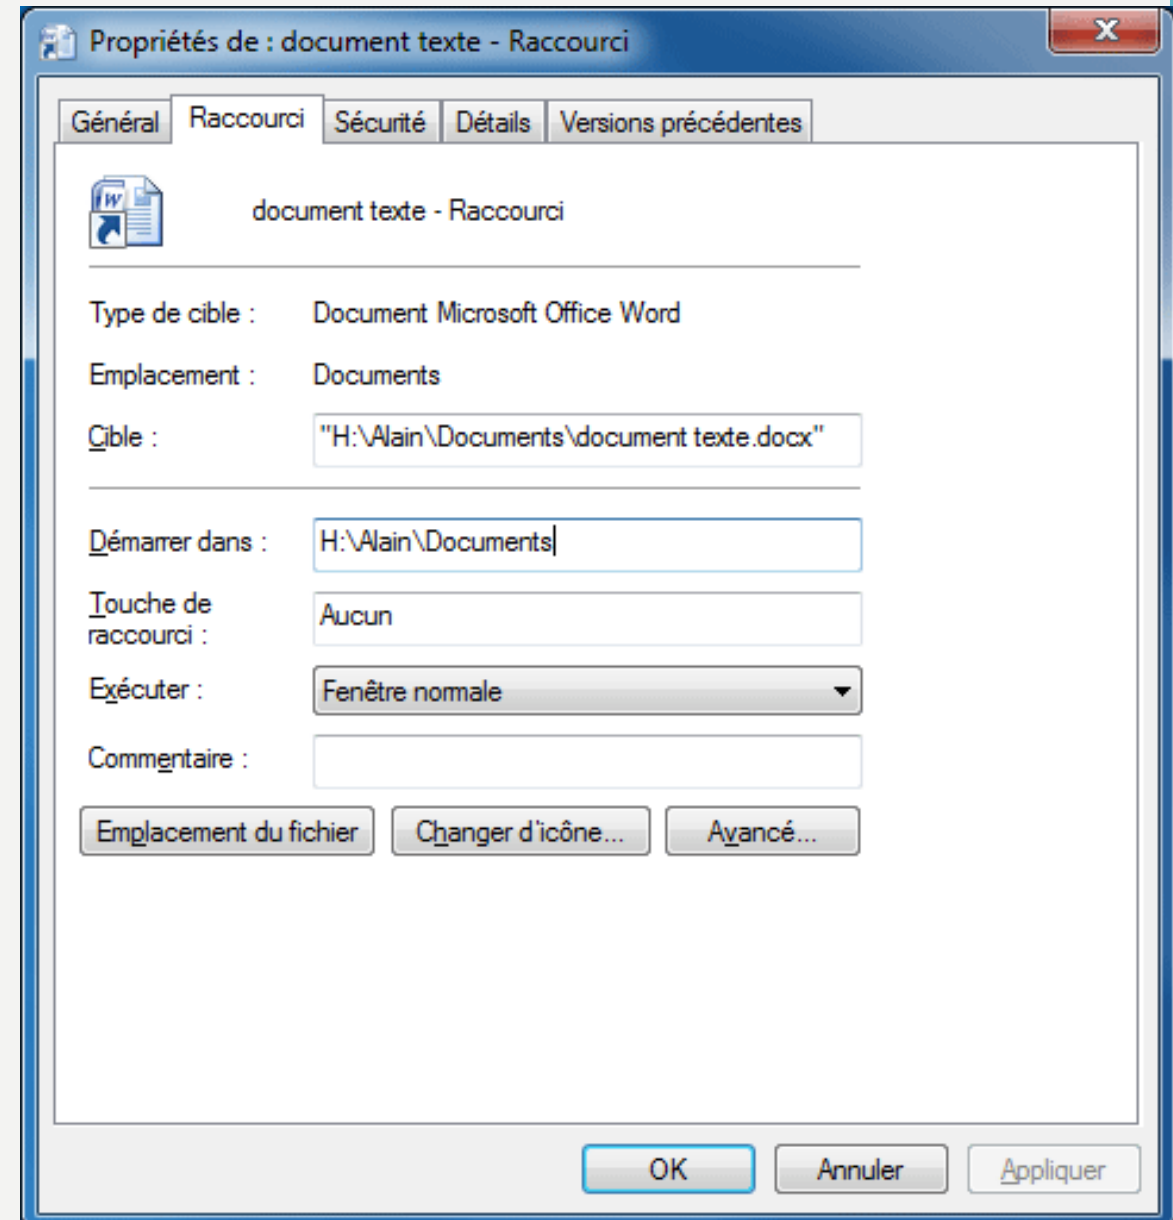 Propriétés de : document texte - Raccourci
x
Général Raccourci Sécurité Détails Versions précédentes
W
document texte - Raccourci
Type de cible : Document Microsoft Office Word
Emplacement : Documents
Cible : "H:\Alain\Documents\document texte.docx"
Démarrer dans : H:\Alain\Documents
Touche de
raccourci : Aucun
Exécuter : Fenêtre normale
Commentaire :
Emplacement du fichier Changer d'icône... Avancé...
OK Annuler Appliquer